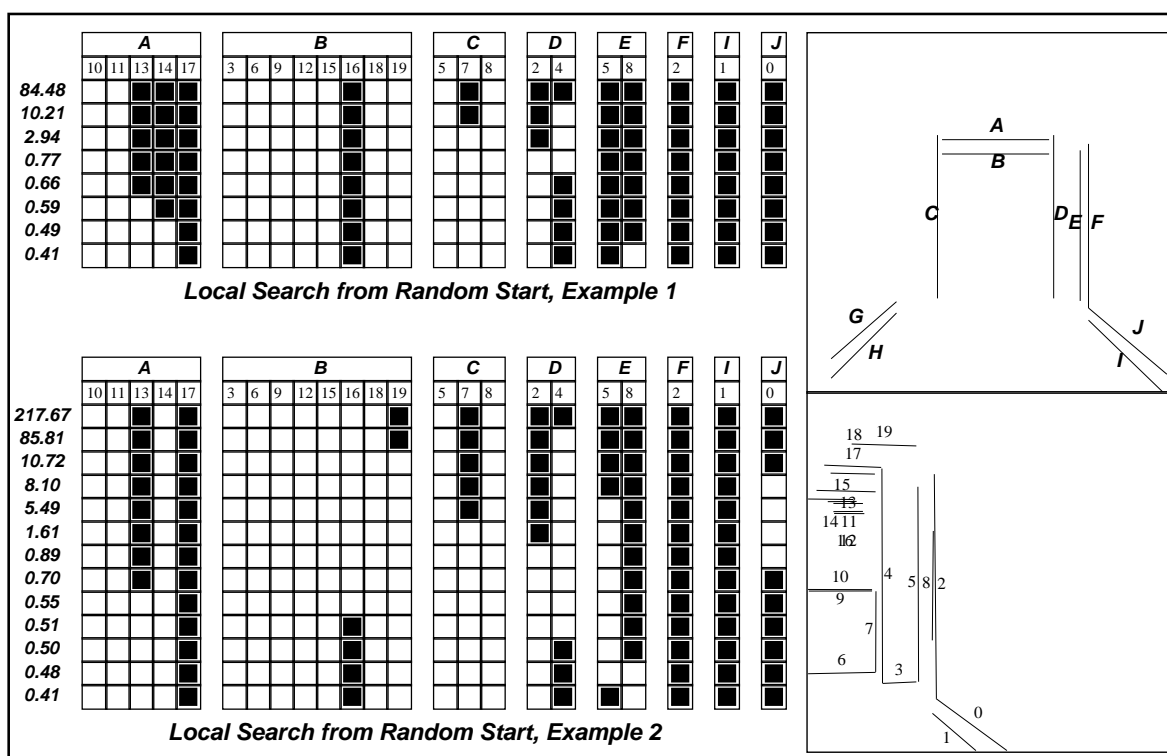 A B C D E F I J
10 11 13 14 17 3 6 9 12 15 16 18 19 5 7 8 2 4 5 8 2 1 0
84.48
10.21
2.94
0.77
0.66
0.59
0.49
0.41
Local Search from Random Start, Example 1
A B C D E F I J
10 11 13 14 17 3 6 9 12 15 16 18 19 5 7 8 2 4 5 8 2 1 0
217.67
85.81
10.72
8.10
5.49
1.61
0.89
0.70
0.55
0.51
0.50
0.48
0.41
Local Search from Random Start, Example 2
A
B
C D E F
G J
H I
18 19
17
15
13
14 11
10 4 5 8 2
9
7
6 3
0
1